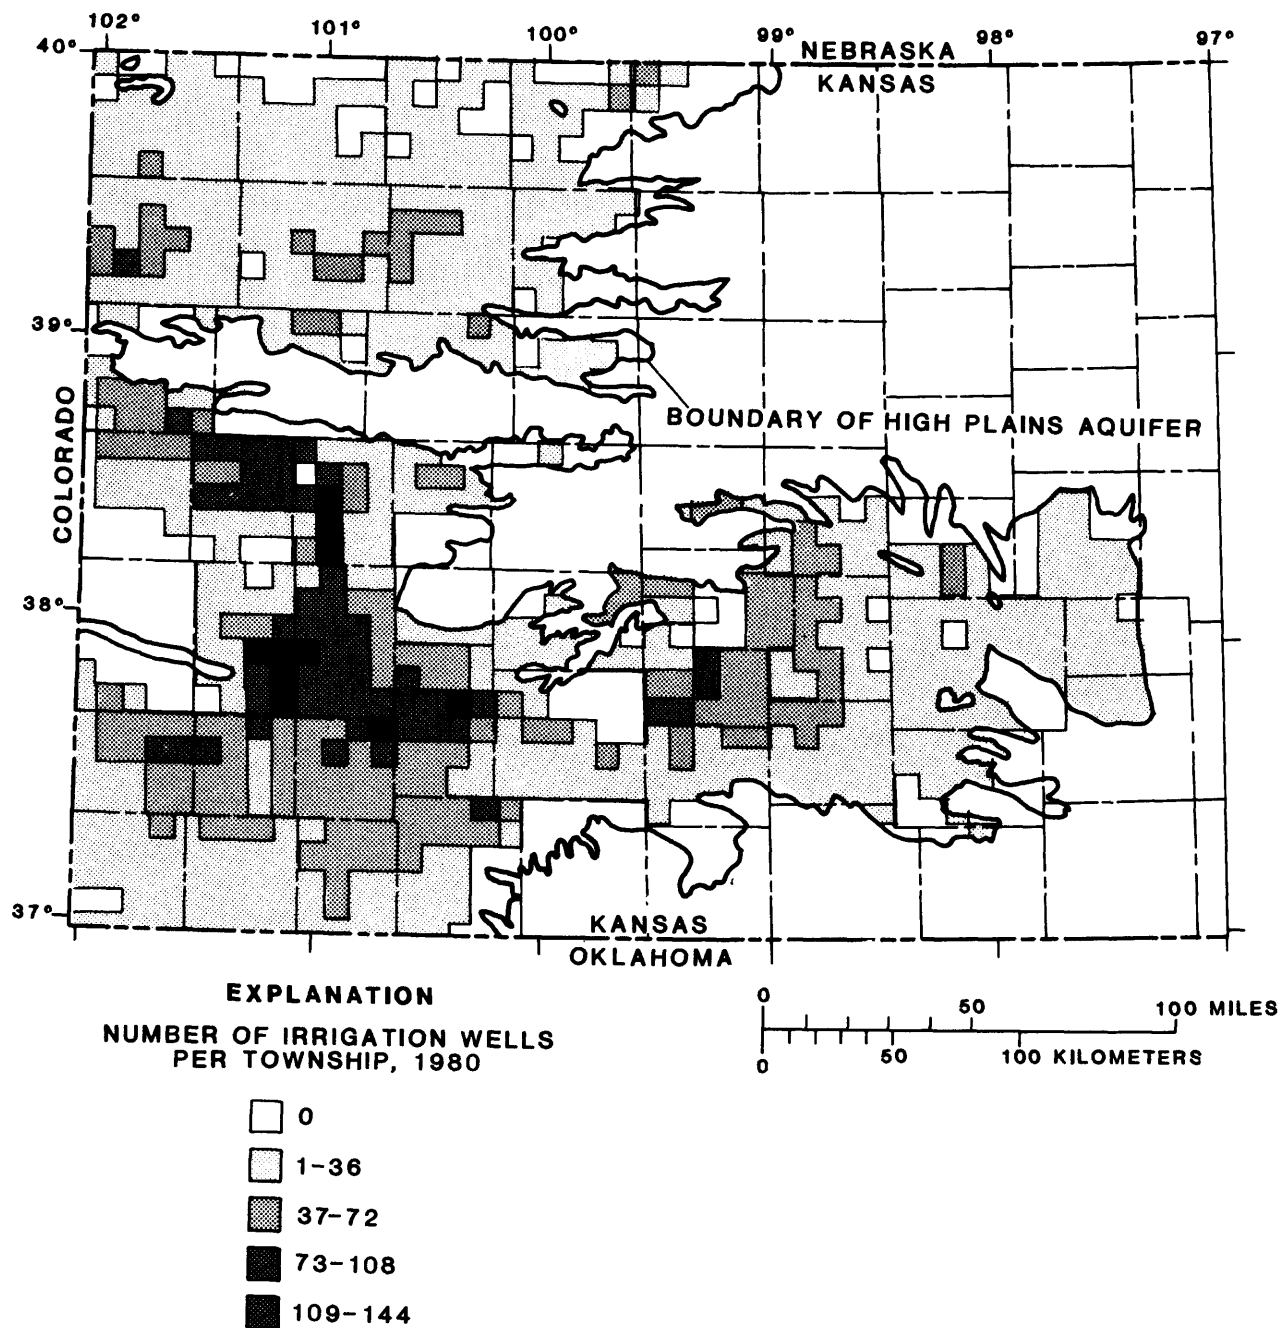 102° 101° 100° 99° 98° 97°
40°
NEBRASKA
KANSAS
39°
COLORADO
BOUNDARY OF HIGH PLAINS AQUIFER
38°
37°
KANSAS
OKLAHOMA
EXPLANATION
NUMBER OF IRRIGATION WELLS
PER TOWNSHIP, 1980
0
1-36
37-72
73-108
109-144
0 50 100 MILES
0 50 100 KILOMETERS